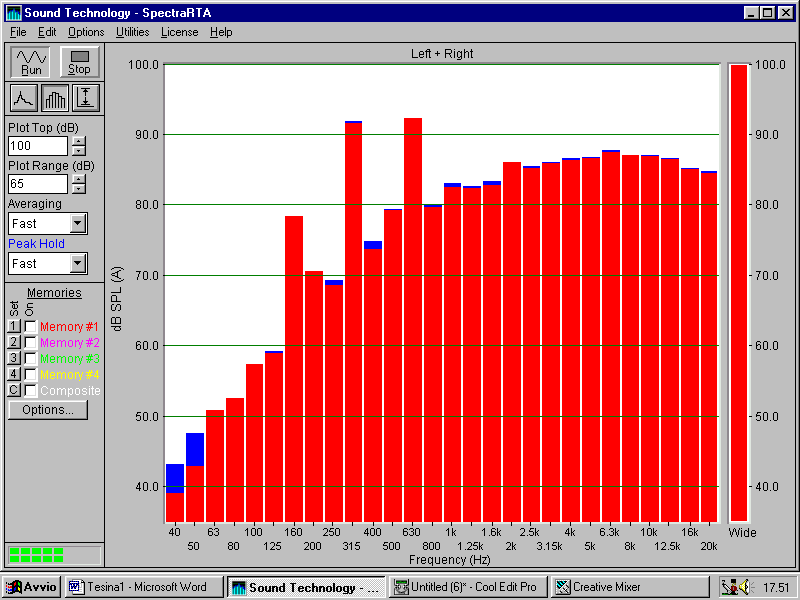 Sound Technology - SpectraRTA
File Edit Options Utilities License Help
Run Stop
Left + Right
Plot Top (dB)
100
Plot Range (dB)
65
Averaging
Fast
Peak Hold
Fast
Memories
Set On
1 Memory #1
2 Memory #2
3 Memory #3
4 Memory #4
C Composite
Options...
dB SPL (A)
100.0 100.0
90.0 90.0
80.0 80.0
70.0 70.0
60.0 60.0
50.0 50.0
40.0 40.0
40 63 100 160 250 400 630 1k 1.6k 2.5k 4k 6.3k 10k 16k Wide
50 80 125 200 315 500 800 1.25k 2k 3.15k 5k 8k 12.5k 20k
Frequency (Hz)
Avvio Tesina1 - Microsoft Word Sound Technology - ... Untitled (6)* - Cool Edit Pro Creative Mixer 17.51